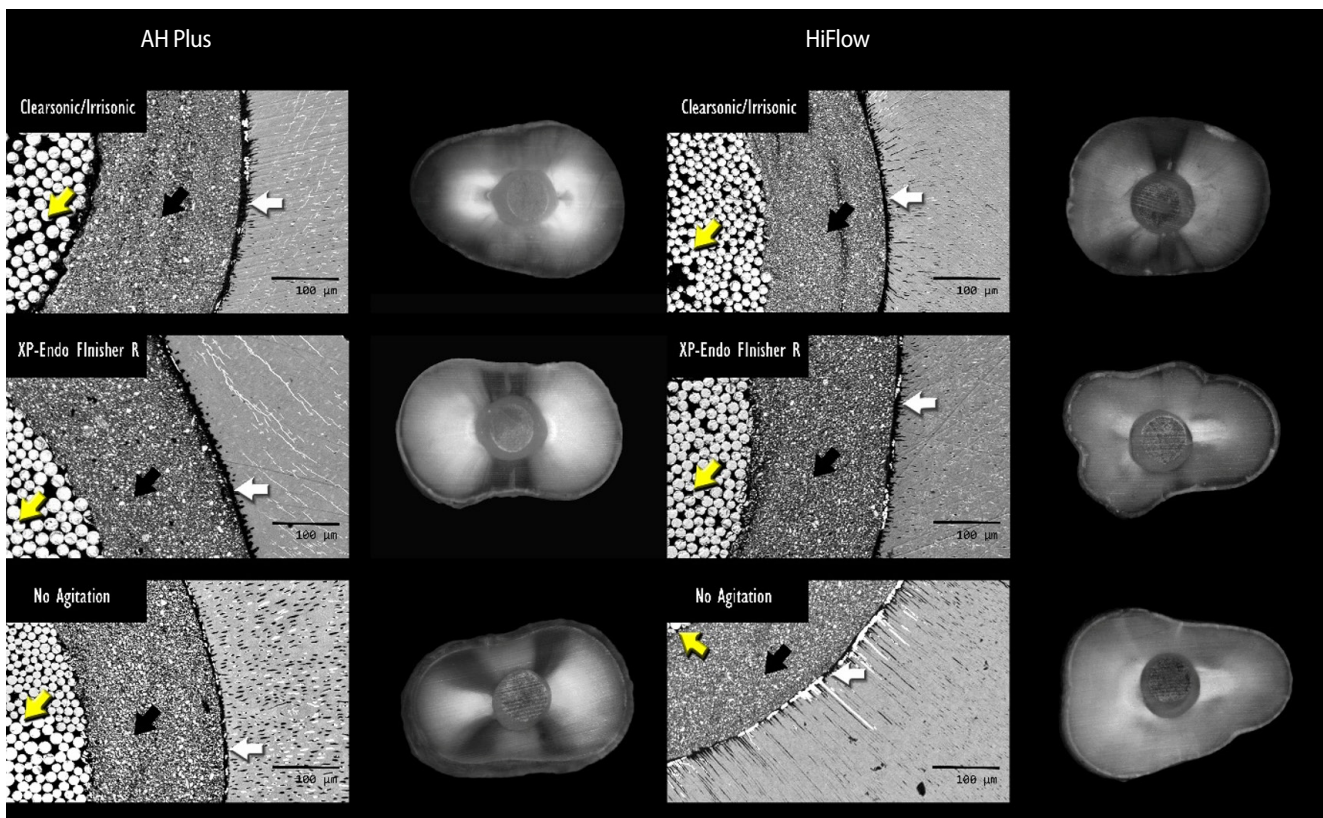 AH Plus
HiFlow
Clearsonic/Irrisonic
100 µm
Clearsonic/Irrisonic
100 µm
XP-Endo FInisher R
100 µm
XP-Endo FInisher R
100 µm
No Agitation
100 µm
No Agitation
100 µm